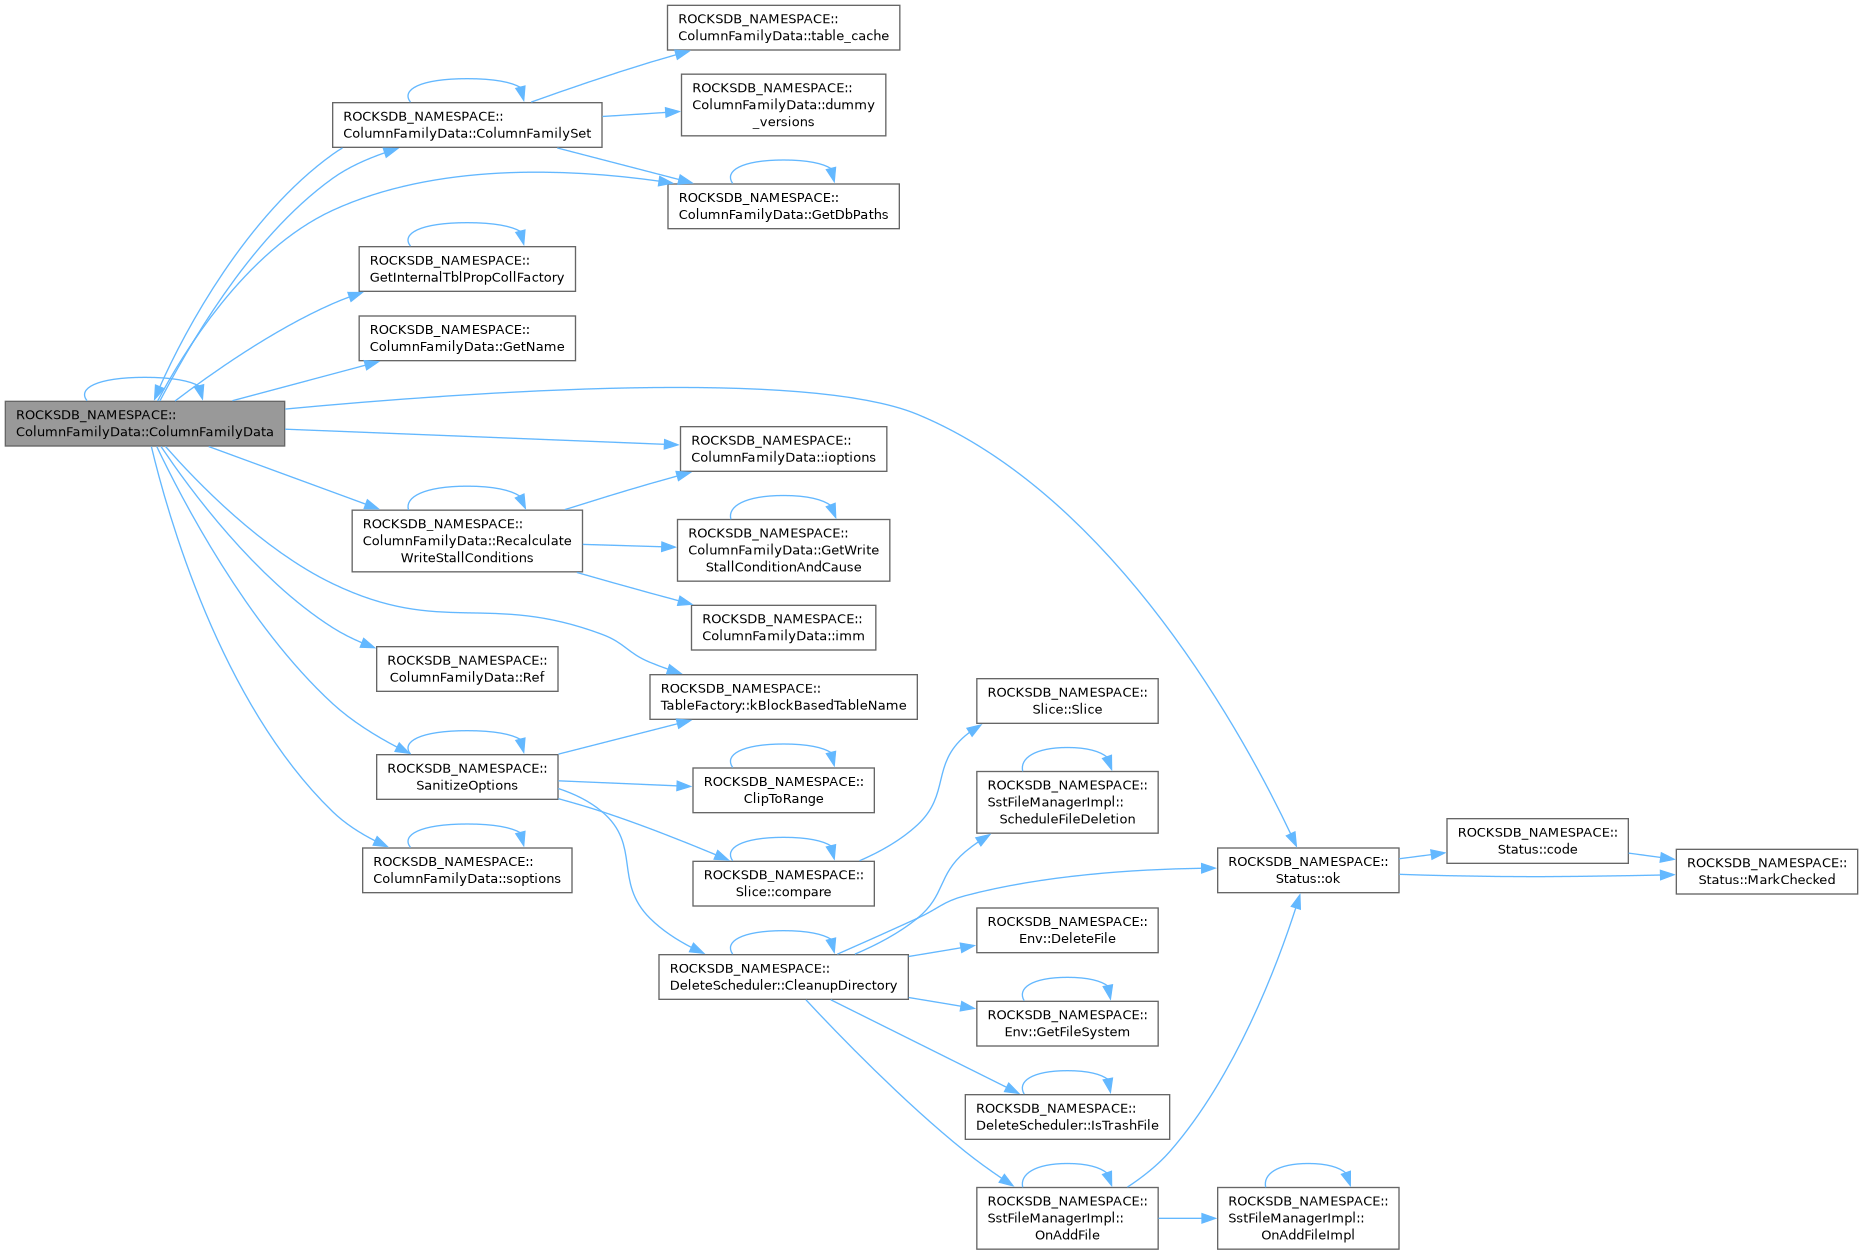 ROCKSDB_NAMESPACE::
ColumnFamilyData::table_cache
ROCKSDB_NAMESPACE::
ColumnFamilyData::dummy
_versions
ROCKSDB_NAMESPACE::
ColumnFamilyData::ColumnFamilySet
ROCKSDB_NAMESPACE::
ColumnFamilyData::GetDbPaths
ROCKSDB_NAMESPACE::
GetInternalTblPropCollFactory
ROCKSDB_NAMESPACE::
ColumnFamilyData::GetName
ROCKSDB_NAMESPACE::
ColumnFamilyData::ColumnFamilyData
ROCKSDB_NAMESPACE::
ColumnFamilyData::ioptions
ROCKSDB_NAMESPACE::
ColumnFamilyData::Recalculate
WriteStallConditions
ROCKSDB_NAMESPACE::
ColumnFamilyData::GetWrite
StallConditionAndCause
ROCKSDB_NAMESPACE::
ColumnFamilyData::imm
ROCKSDB_NAMESPACE::
ColumnFamilyData::Ref
ROCKSDB_NAMESPACE::
TableFactory::kBlockBasedTableName
ROCKSDB_NAMESPACE::
Slice::Slice
ROCKSDB_NAMESPACE::
SanitizeOptions
ROCKSDB_NAMESPACE::
ClipToRange
ROCKSDB_NAMESPACE::
SstFileManagerImpl::
ScheduleFileDeletion
ROCKSDB_NAMESPACE::
Status::code
ROCKSDB_NAMESPACE::
ColumnFamilyData::soptions
ROCKSDB_NAMESPACE::
Slice::compare
ROCKSDB_NAMESPACE::
Status::ok
ROCKSDB_NAMESPACE::
Status::MarkChecked
ROCKSDB_NAMESPACE::
Env::DeleteFile
ROCKSDB_NAMESPACE::
DeleteScheduler::CleanupDirectory
ROCKSDB_NAMESPACE::
Env::GetFileSystem
ROCKSDB_NAMESPACE::
DeleteScheduler::IsTrashFile
ROCKSDB_NAMESPACE::
SstFileManagerImpl::
OnAddFile
ROCKSDB_NAMESPACE::
SstFileManagerImpl::
OnAddFileImpl